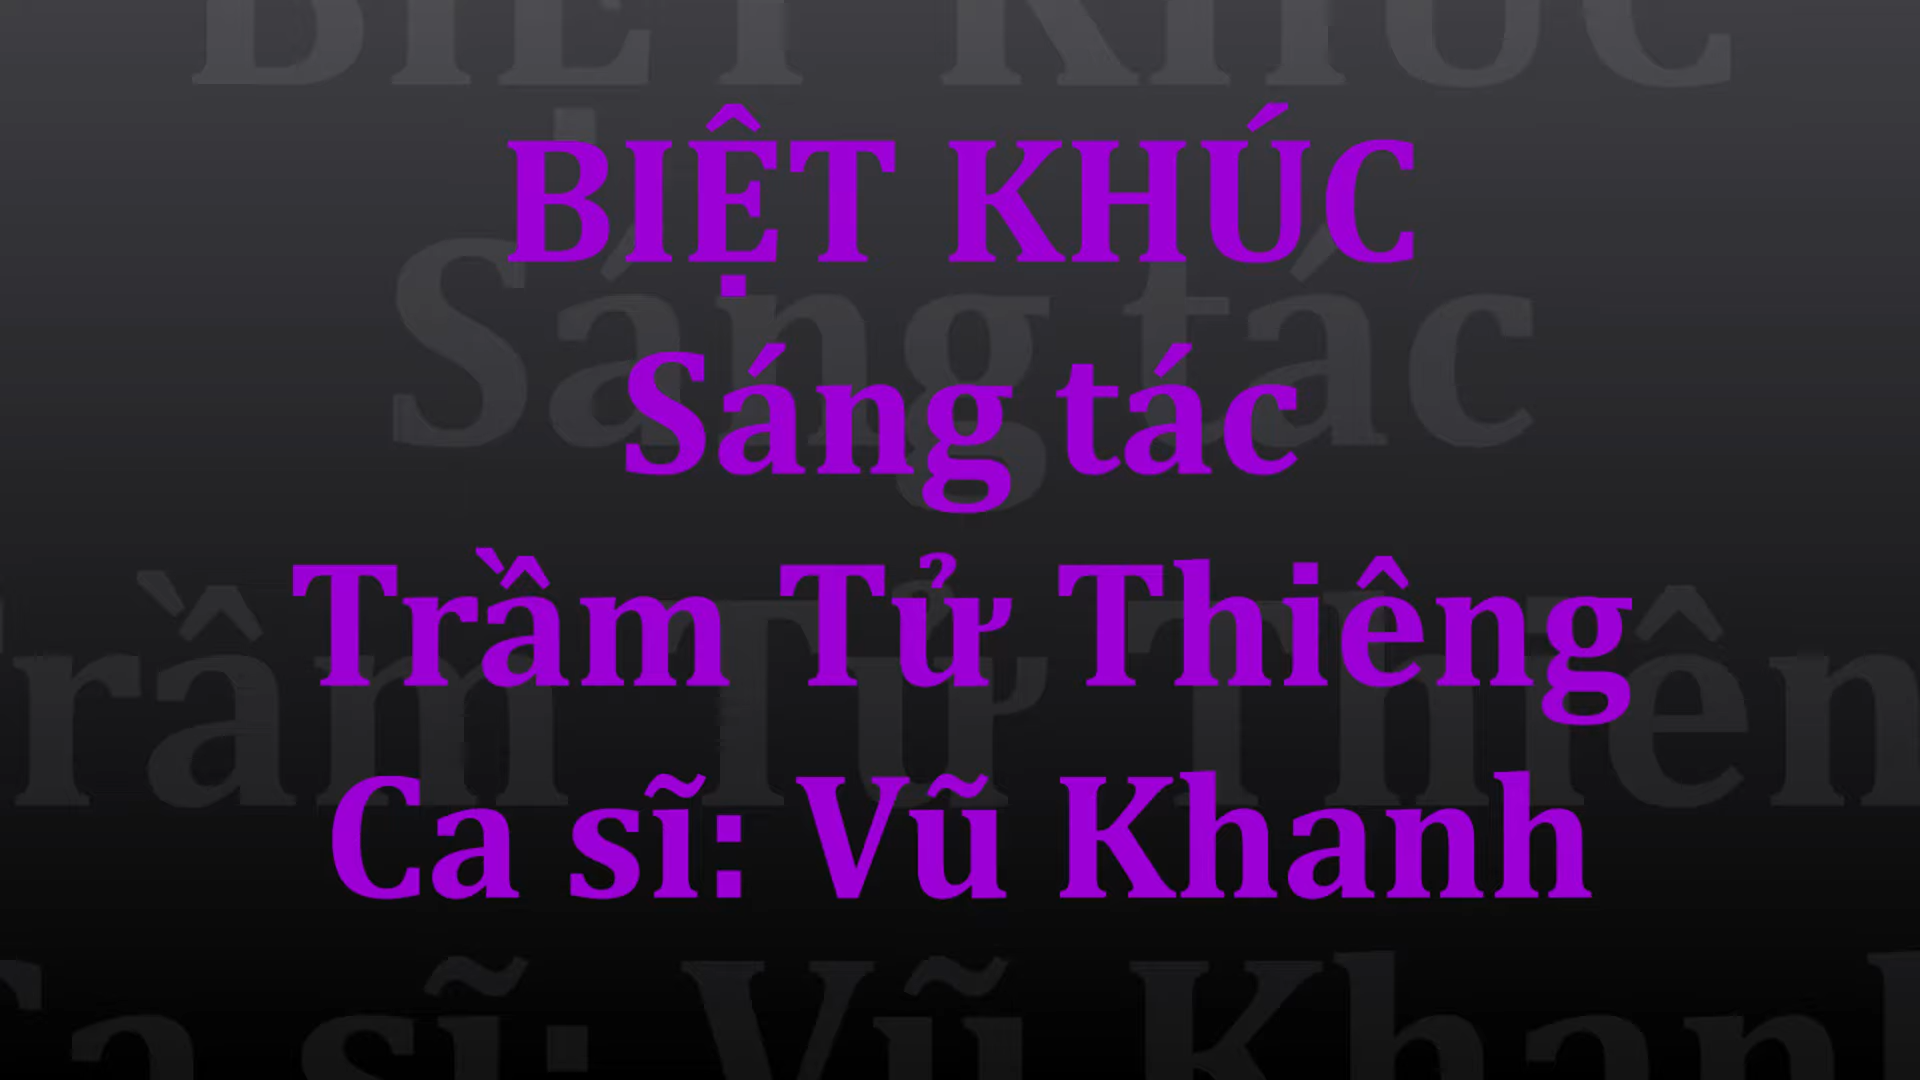 BIỆT KHÚC
Sáng tác
Trầm Tử Thiêng
Ca sĩ: Vũ Khanh